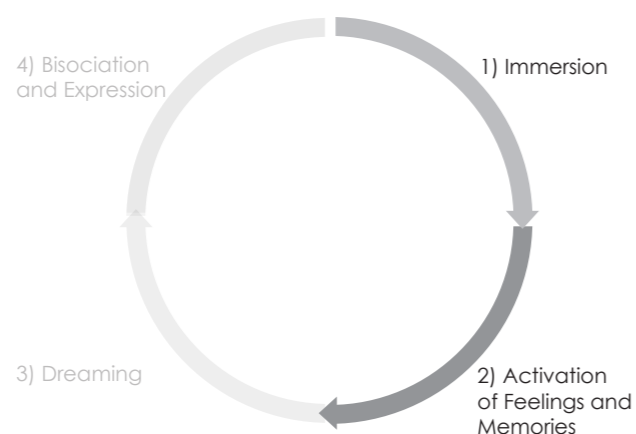 1) Immersion
2) Activation
of Feelings and
Memories
3) Dreaming
4) Bisociation
and Expression